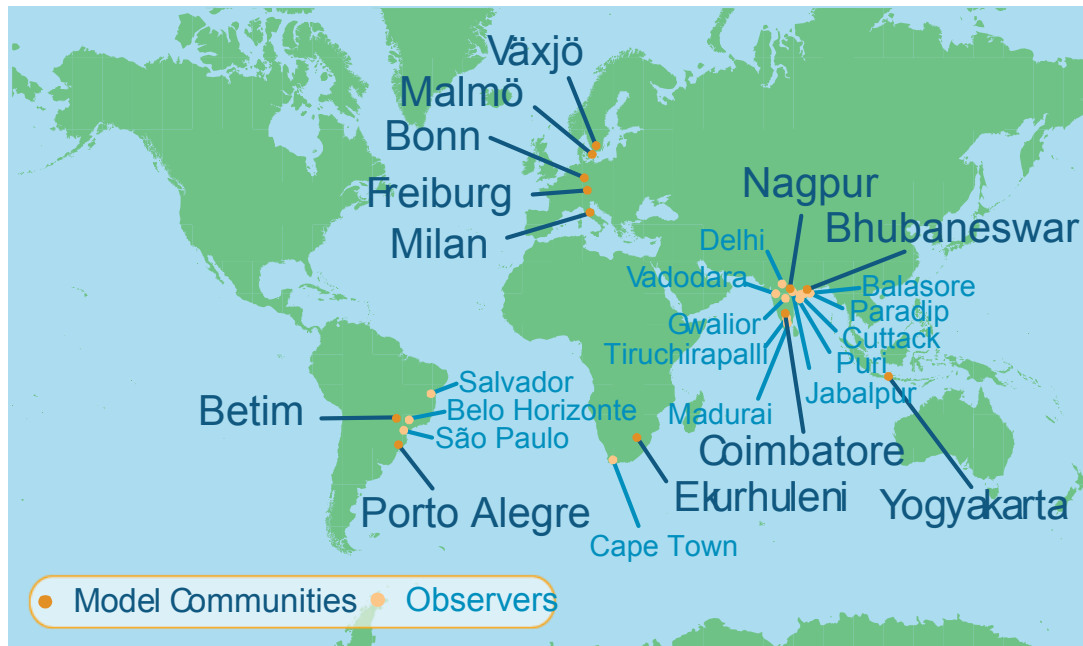 Växjö
Malmö
Bonn
Freiburg
Milan
Nagpur
Bhubaneswar
Delhi
Vadodara
Balasore
Paradip
Gwalior
Cuttack
Tiruchirapalli
Puri
Jabalpur
Madurai
Salvador
Betim
Belo Horizonte
São Paulo
Coimbatore
Ekurhuleni
Yogyakarta
Porto Alegre
Cape Town
Model Communities
Observers